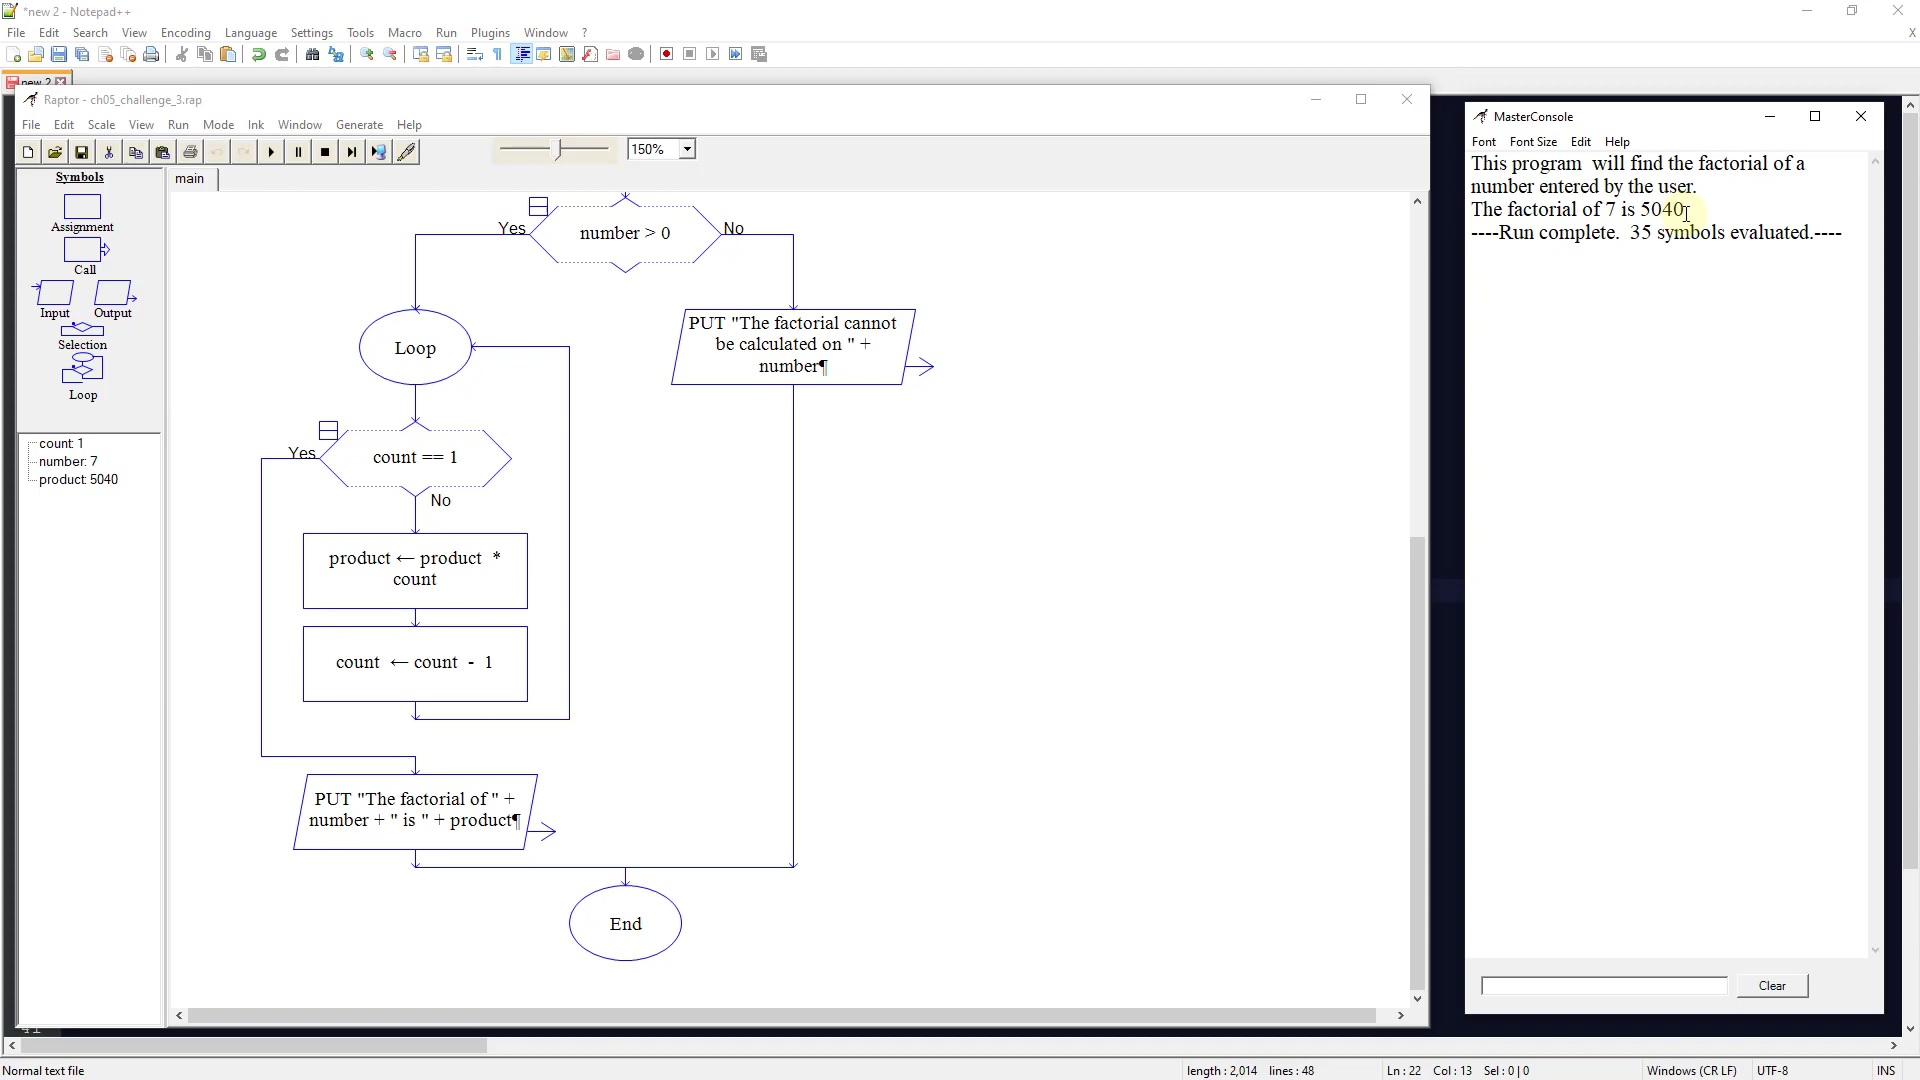 *new 2 - Notepad++
File Edit Search View Encoding Language Settings Tools Macro Run Plugins Window ?
X
new 2
Raptor - ch05_challenge_3.rap
File Edit Scale View Run Mode Ink Window Generate Help
150%
Symbols
Assignment
Call
Input Output
Selection
Loop
count: 1
number: 7
product: 5040
main
Yes
number > 0
No
Loop
PUT "The factorial cannot
be calculated on " +
number¶
Yes
count == 1
No
product ← product *
count
count ← count - 1
PUT "The factorial of " +
number + " is " + product¶
End
MasterConsole
Font Font Size Edit Help
This program will find the factorial of a
number entered by the user.
The factorial of 7 is 5040
----Run complete. 35 symbols evaluated.----
Clear
41
Normal text file
length : 2,014 lines : 48
Ln : 22 Col : 13 Sel : 0 | 0
Windows (CR LF)
UTF-8
INS